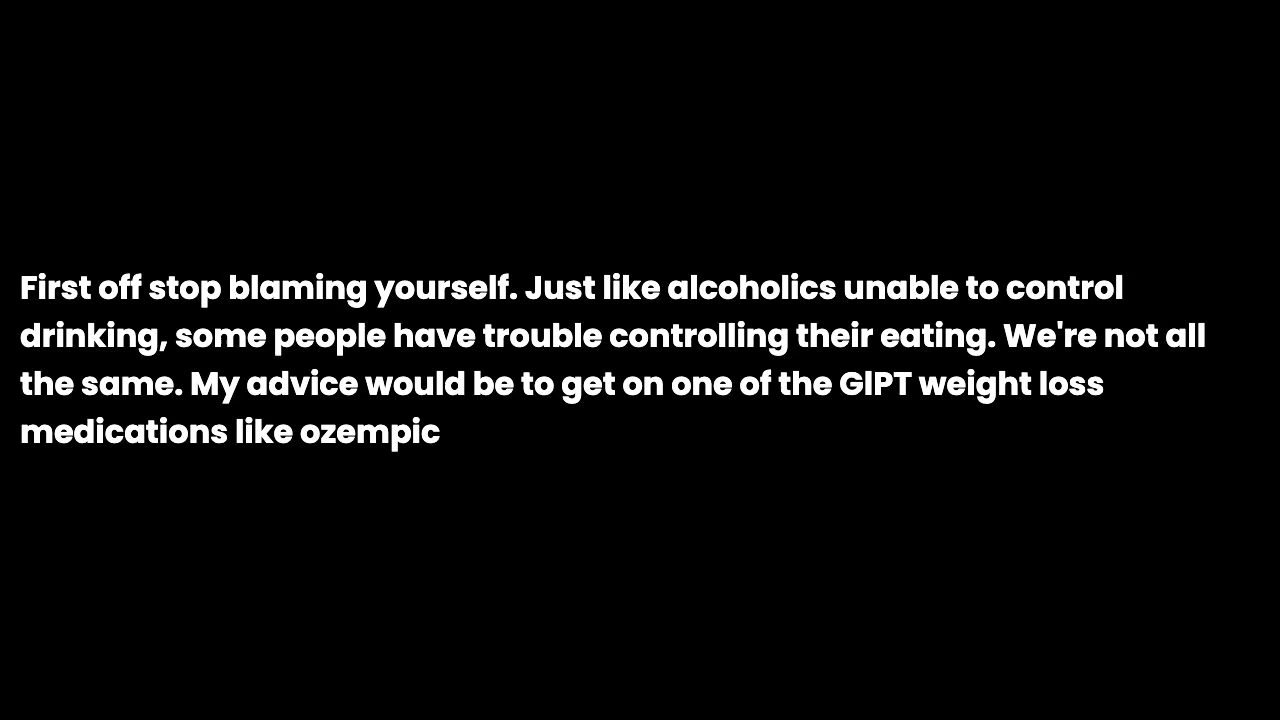 First off stop blaming yourself. Just like alcoholics unable to control
drinking, some people have trouble controlling their eating. We're not all
the same. My advice would be to get on one of the GlPT weight loss
medications like ozempic